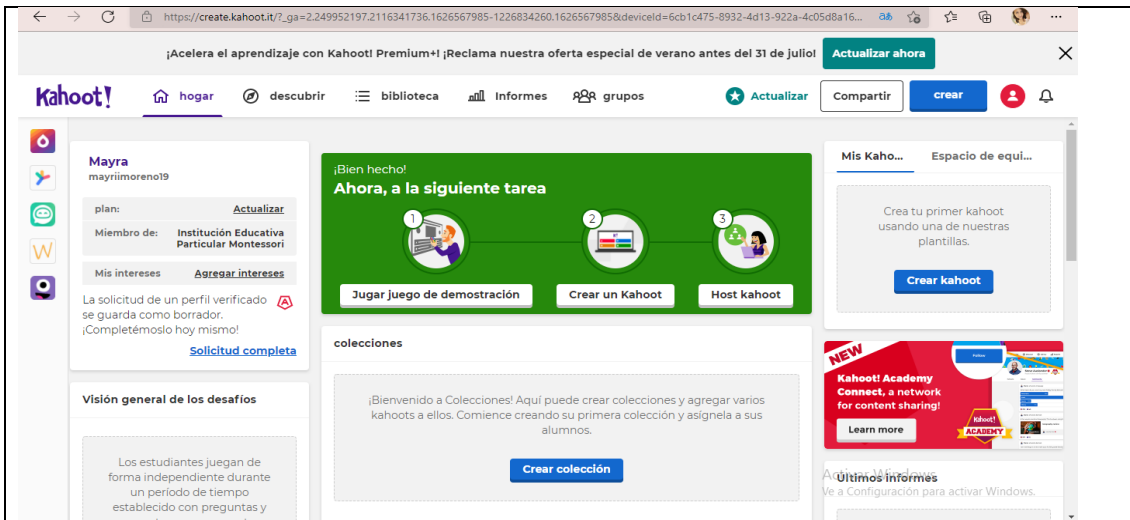 https://create.kahoot.it/?_ga=2.249952197.2116341736.1626567985-1226834260.1626567985&deviceId=6cb1c475-8932-4d13-922a-4c05d8a16...
¡Acelera el aprendizaje con Kahoot! Premium+! ¡Reclama nuestra oferta especial de verano antes del 31 de julio!
Actualizar ahora
Kahoot!
hogar
descubrir
biblioteca
Informes
grupos
Actualizar
Compartir
crear
Mayra
mayriimoreno19
plan: Actualizar
Miembro de: Institución Educativa
Particular Montessori
Mis intereses Agregar intereses
La solicitud de un perfil verificado
se guarda como borrador.
¡Completémoslo hoy mismo!
Solicitud completa
Visión general de los desafíos
Los estudiantes juegan de
forma independiente durante
un período de tiempo
establecido con preguntas y
¡Bien hecho!
Ahora, a la siguiente tarea
1
2
3
Jugar juego de demostración
Crear un Kahoot
Host kahoot
colecciones
¡Bienvenido a Colecciones! Aquí puede crear colecciones y agregar varios
kahoots a ellos. Comience creando su primera colección y asígnela a sus
alumnos.
Crear colección
Mis Kaho...
Espacio de equi...
Crea tu primer kahoot
usando una de nuestras
plantillas.
Crear kahoot
NEW
Kahoot! Academy
Connect, a network
for content sharing!
Learn more
Follow
Kahoot!
ACADEMY
Últimos informes
Activar Windows
Ve a Configuración para activar Windows.